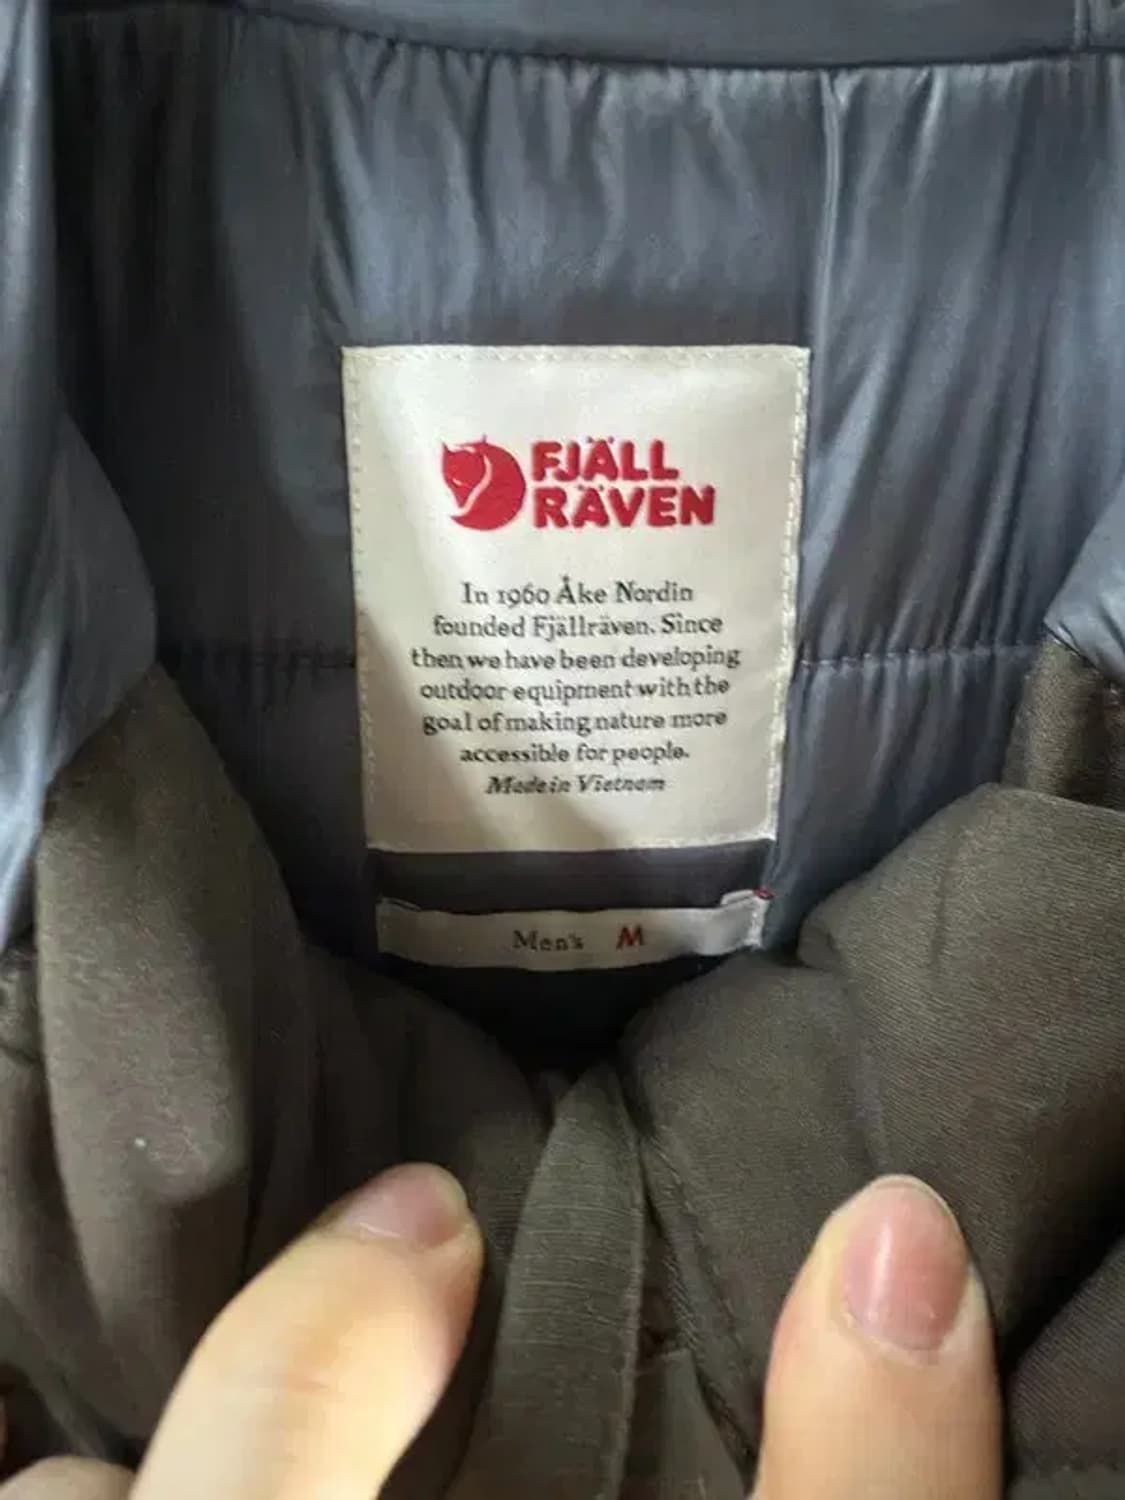 FJÄLL
RÄVEN
In 1960 Åke Nordin
founded Fjällräven. Since
then we have been developing
outdoor equipment with the
goal of making nature more
accessible for people.
Made in Vietnam
Men's M